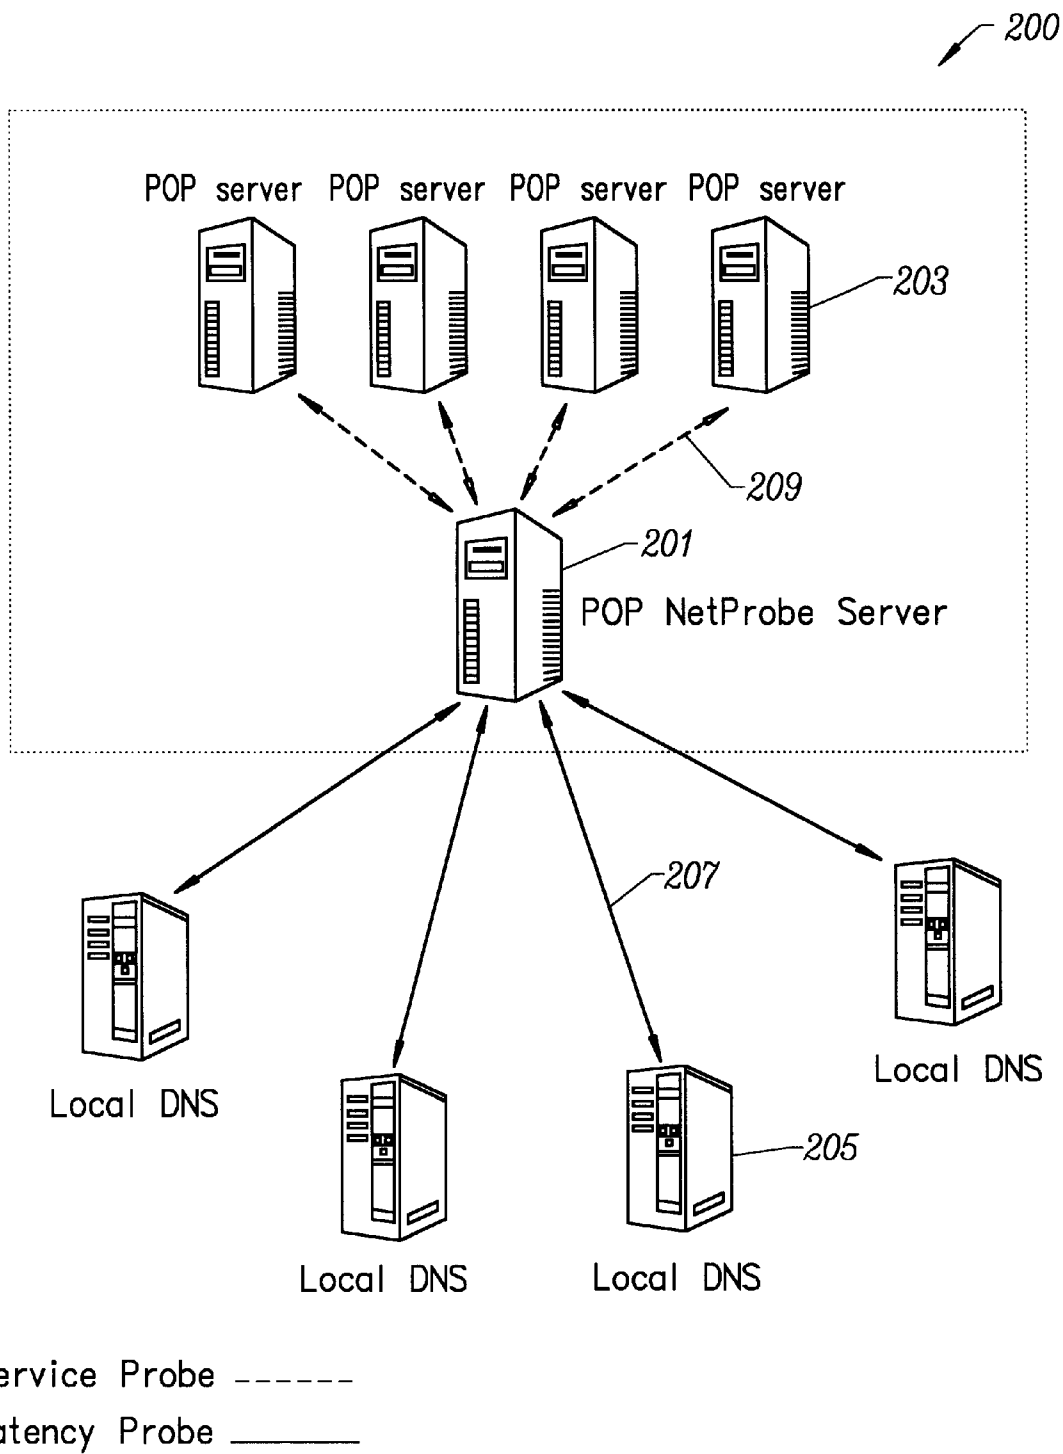 200
POP server POP server POP server POP server
203
209
201
POP NetProbe Server
207
Local DNS
Local DNS
205
Local DNS
Local DNS
ervice Probe
atency Probe